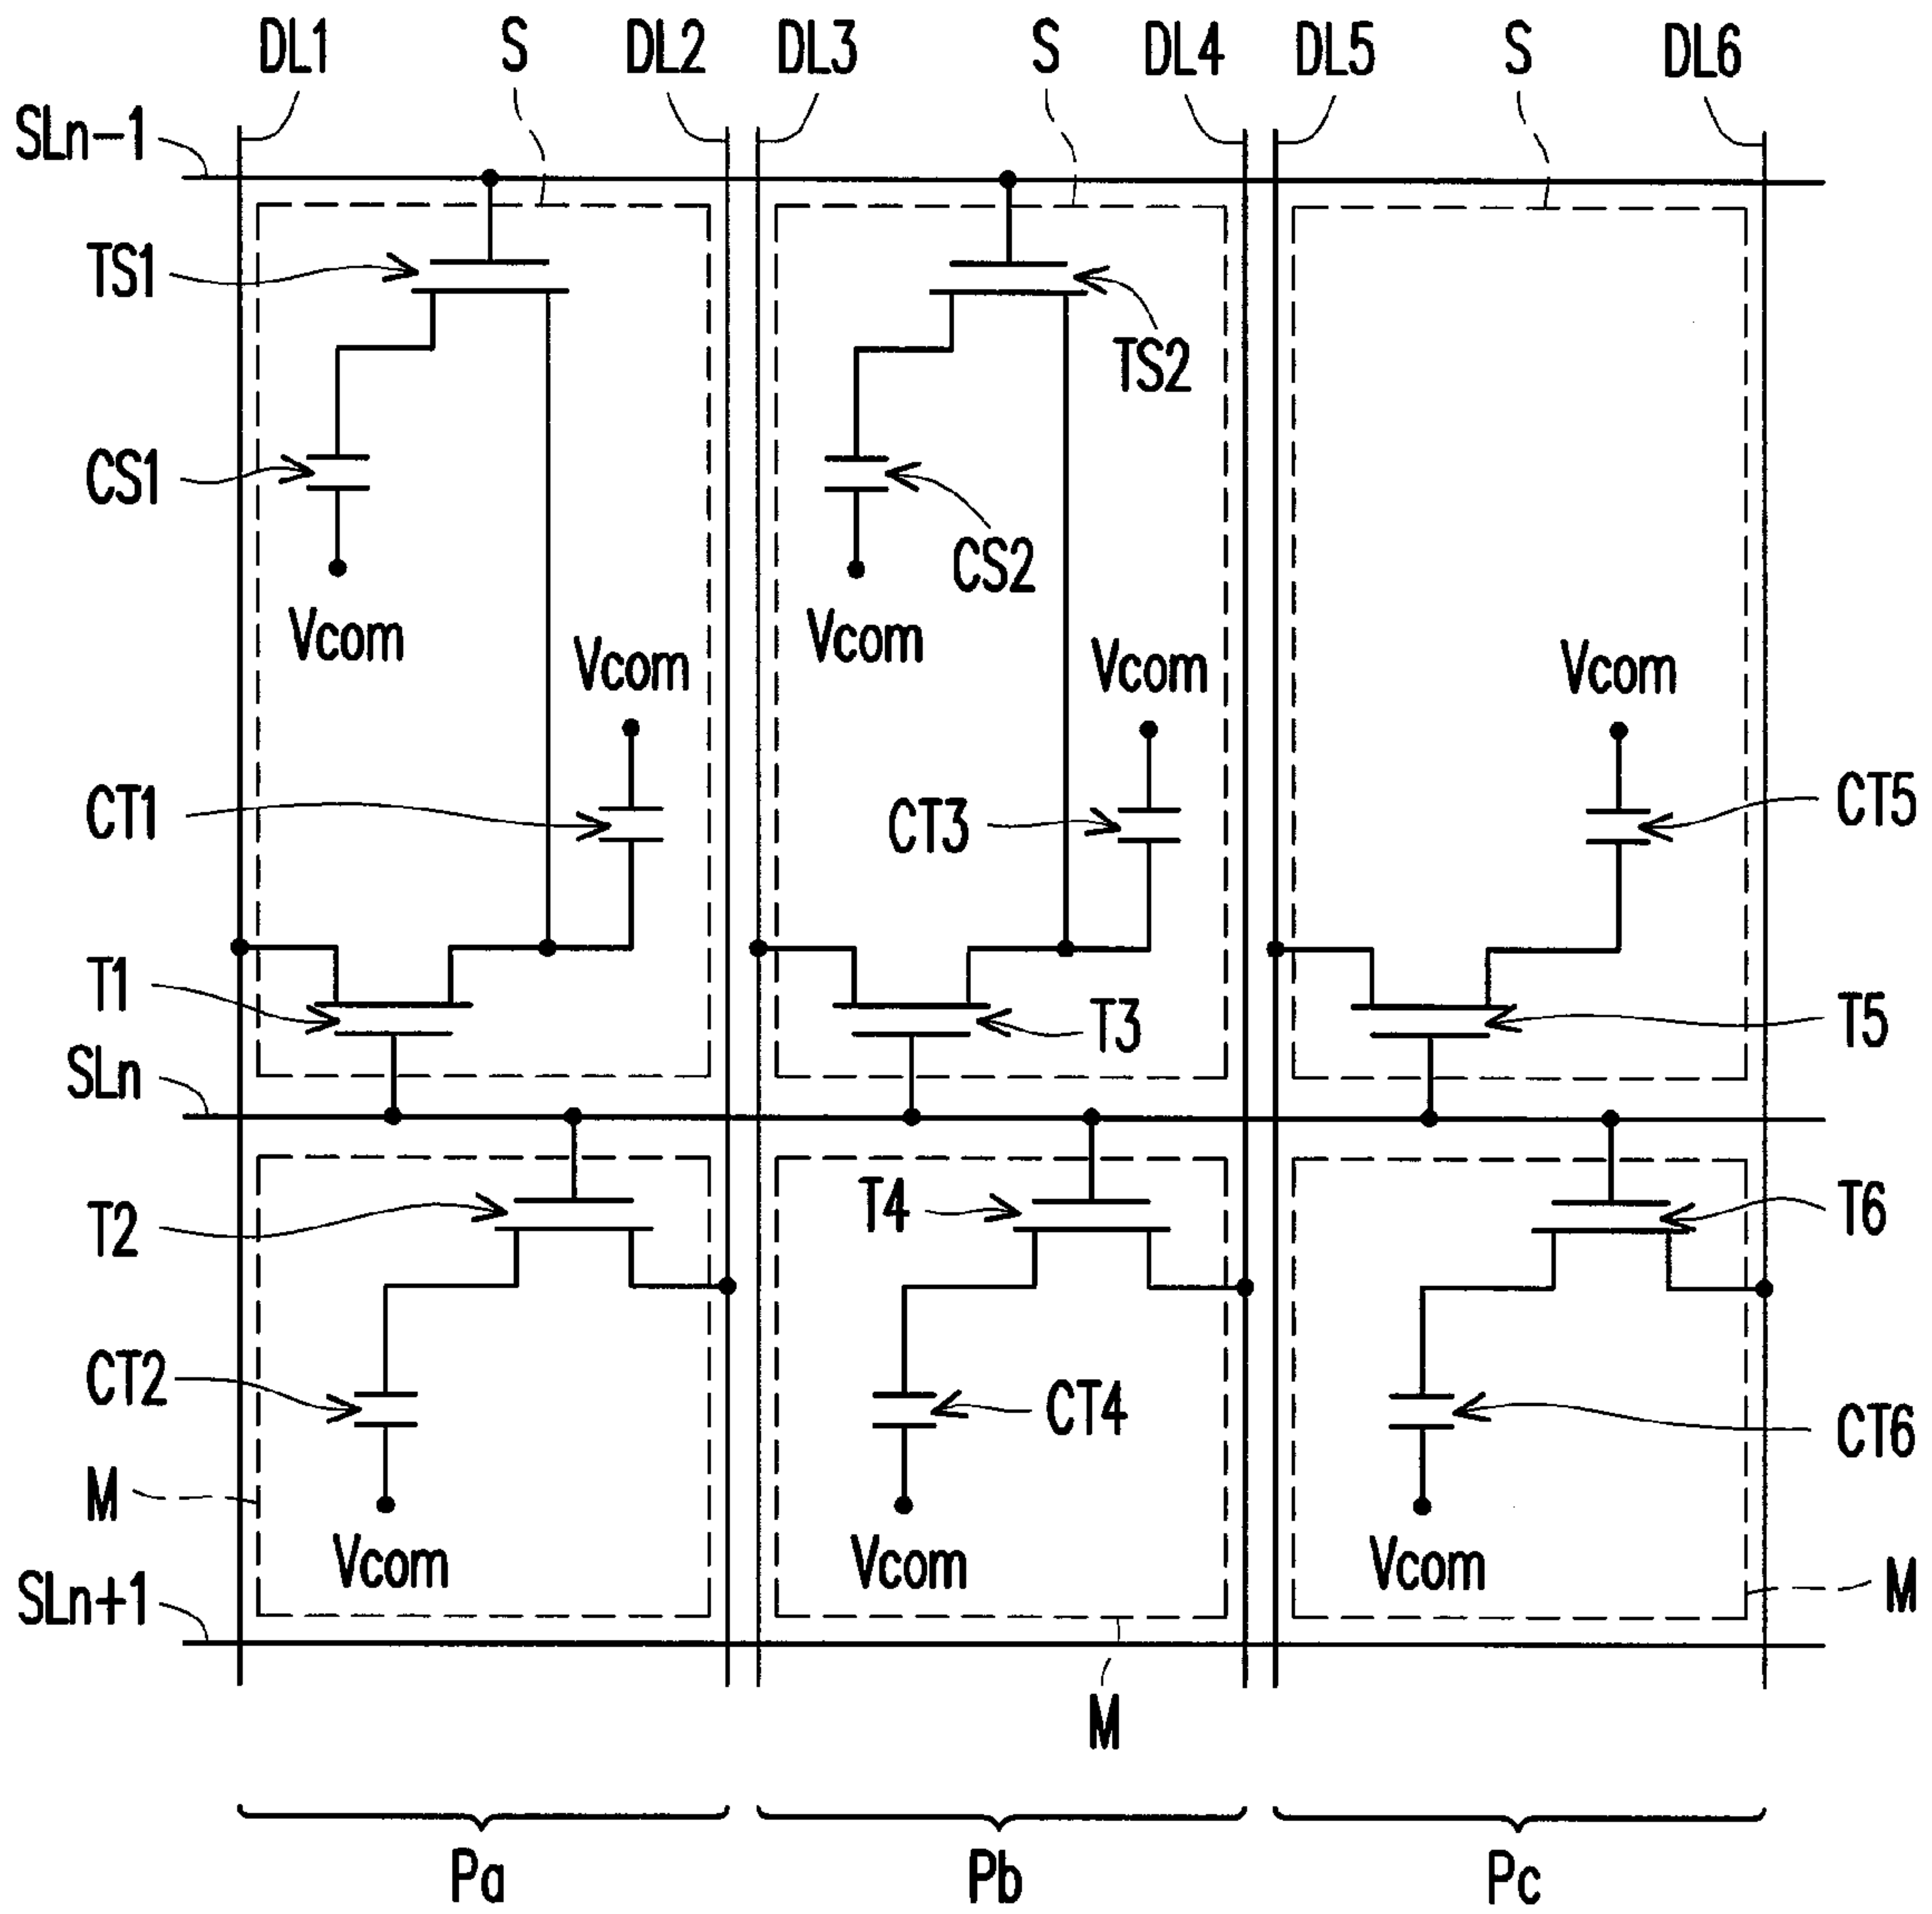 DL1 S DL2 DL3 S DL4 DL5 S DL6
SLn-1
TS1
TS2
CS1
CS2
Vcom Vcom
Vcom Vcom Vcom
CT1 CT3 CT5
T1 T3 T5
SLn
T2 T4 T6
CT2 CT4 CT6
M
Vcom Vcom Vcom
SLn+1 M
M
Pa Pb Pc